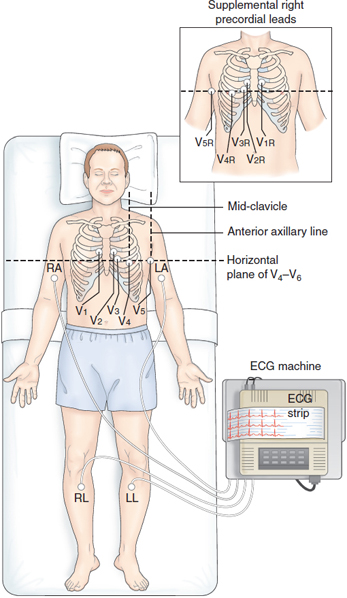 Supplemental right
precordial leads
V5R
V3R V1R
V4R V2R
Mid-clavicle
Anterior axillary line
Horizontal
plane of V4–V6
RA
LA
V1 V3 V5
V2 V4
ECG machine
ECG
strip
RL
LL